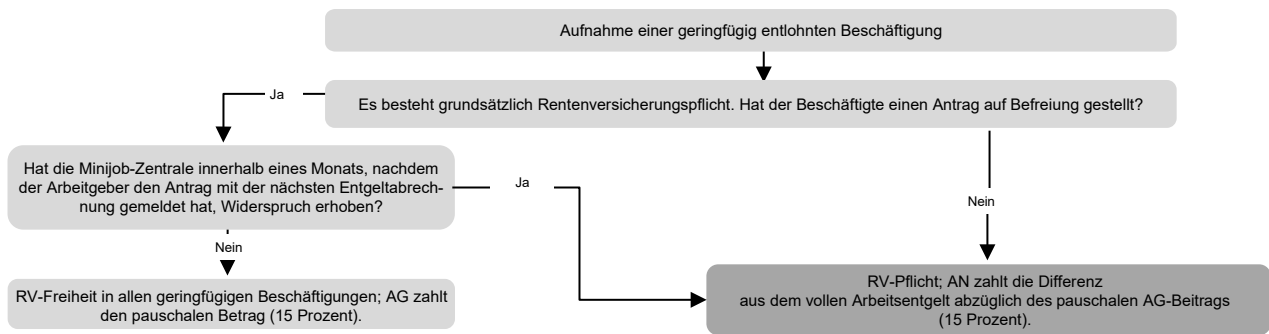 Aufnahme einer geringfügig entlohnten Beschäftigung
Ja
Es besteht grundsätzlich Rentenversicherungspflicht. Hat der Beschäftigte einen Antrag auf Befreiung gestellt?
Hat die Minijob-Zentrale innerhalb eines Monats, nachdem
der Arbeitgeber den Antrag mit der nächsten Entgeltabrech-
nung gemeldet hat, Widerspruch erhoben?
Ja
Nein
Nein
RV-Freiheit in allen geringfügigen Beschäftigungen; AG zahlt
den pauschalen Betrag (15 Prozent).
RV-Pflicht; AN zahlt die Differenz
aus dem vollen Arbeitsentgelt abzüglich des pauschalen AG-Beitrags
(15 Prozent).